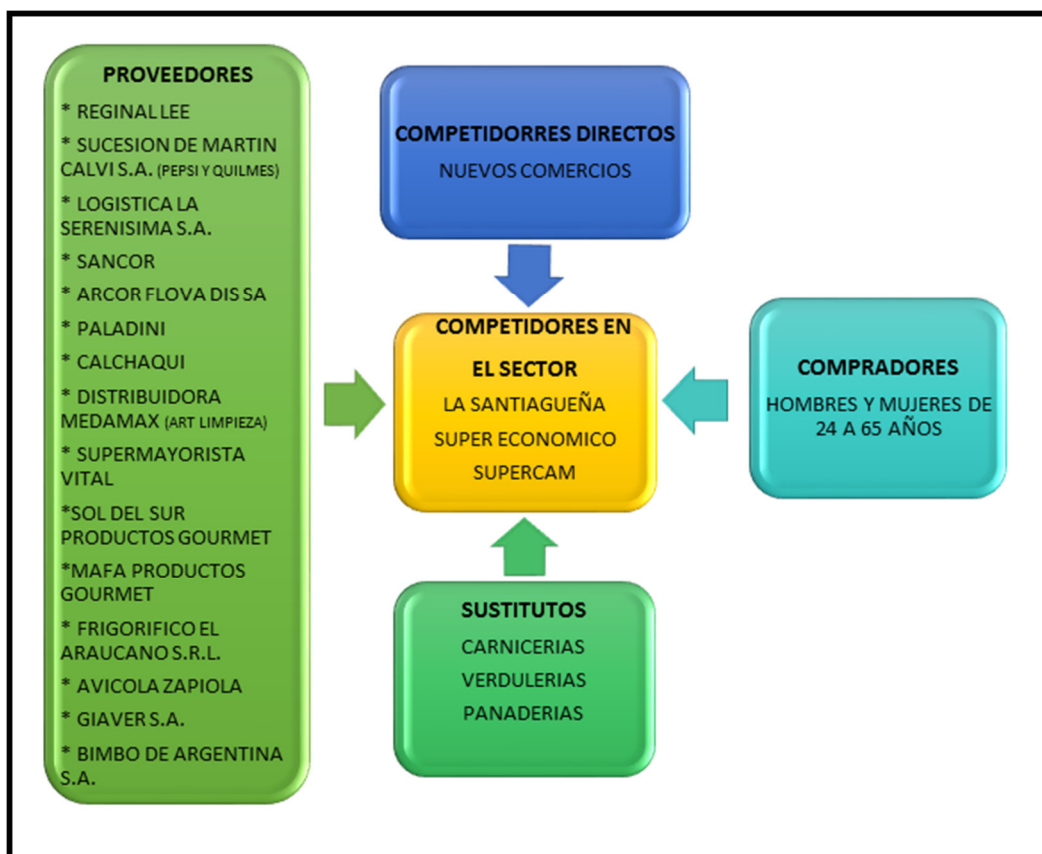 PROVEEDORES
* REGINAL LEE
* SUCESION DE MARTIN
CALVI S.A. (PEPSI Y QUILMES)
* LOGISTICA LA
SERENISIMA S.A.
* SANCOR
* ARCOR FLOVA DIS SA
* PALADINI
* CALCHAQUI
* DISTRIBUIDORA
MEDAMAX (ART LIMPIEZA)
* SUPERMAYORISTA
VITAL
*SOL DEL SUR
PRODUCTOS GOURMET
*MAFA PRODUCTOS
GOURMET
* FRIGORIFICO EL
ARAUCANO S.R.L.
* AVICOLA ZAPIOLA
* GIAVER S.A.
* BIMBO DE ARGENTINA
S.A.
COMPETIDORRES DIRECTOS
NUEVOS COMERCIOS
COMPETIDORES EN
EL SECTOR
LA SANTIAGUEÑA
SUPER ECONOMICO
SUPERCAM
COMPRADORES
HOMBRES Y MUJERES DE
24 A 65 AÑOS
SUSTITUTOS
CARNICERIAS
VERDULERIAS
PANADERIAS